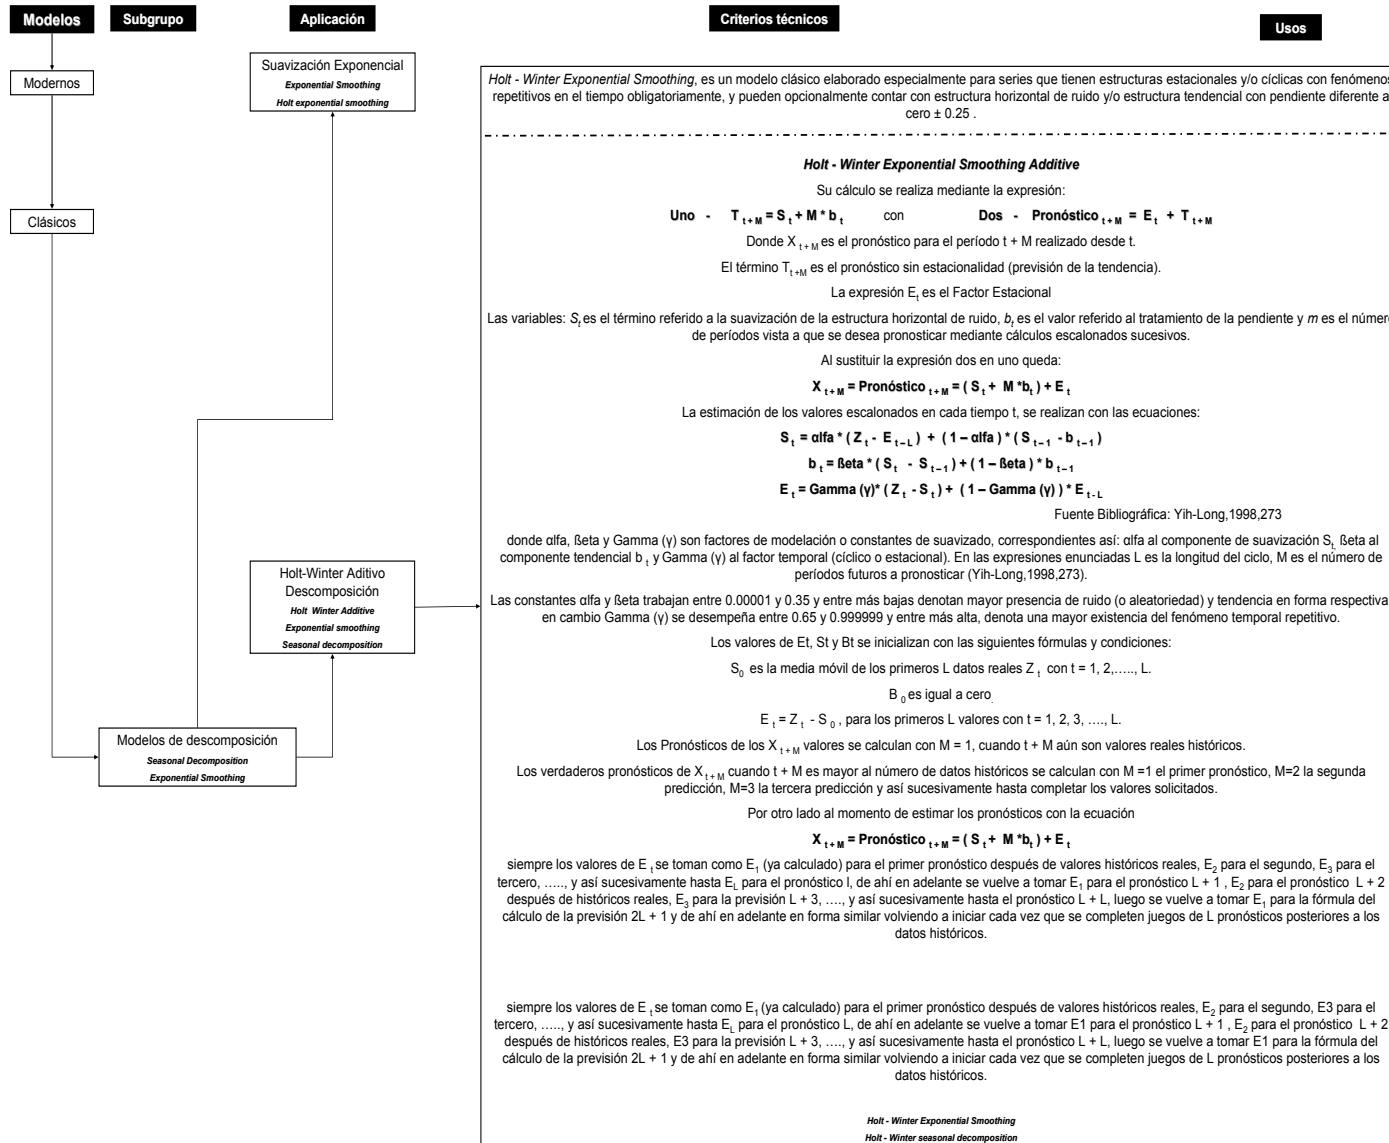 Modelos
Subgrupo
Aplicación
Criterios técnicos
Usos
Modernos
Clásicos
Suavización Exponencial
Exponential Smoothing
Holt exponential smoothing
Holt-Winter Aditivo
Descomposición
Holt Winter Additive
Exponential smoothing
Seasonal decomposition
Modelos de descomposición
Seasonal Decomposition
Exponential Smoothing
Holt - Winter Exponential Smoothing, es un modelo clásico elaborado especialmente para series que tienen estructuras estacionales y/o cíclicas con fenómenos
repetitivos en el tiempo obligatoriamente, y pueden opcionalmente contar con estructura horizontal de ruido y/o estructura tendencial con pendiente diferente a
cero ± 0.25 .
Holt - Winter Exponential Smoothing Additive
Su cálculo se realiza mediante la expresión:
Uno - T t + M = S t + M * b t con Dos - Pronóstico t + M = E t + T t + M
Donde X t + M es el pronóstico para el período t + M realizado desde t.
El término T t +M es el pronóstico sin estacionalidad (previsión de la tendencia).
La expresión E t es el Factor Estacional
Las variables: S t es el término referido a la suavización de la estructura horizontal de ruido, b t es el valor referido al tratamiento de la pendiente y m es el número
de períodos vista a que se desea pronosticar mediante cálculos escalonados sucesivos.
Al sustituir la expresión dos en uno queda:
X t + M = Pronóstico t + M = ( S t + M *b t ) + E t
La estimación de los valores escalonados en cada tiempo t, se realizan con las ecuaciones:
S t = αlfa * ( Z t - E t – L ) + ( 1 – αlfa ) * ( S t – 1 - b t – 1 )
b t = ßeta * ( S t - S t – 1 ) + ( 1 – ßeta ) * b t – 1
E t = Gamma (γ)* ( Z t - S t ) + ( 1 - Gamma (γ) ) * E t - L
Fuente Bibliográfica: Yih-Long,1998,273
donde αlfa, ßeta y Gamma (γ) son factores de modelación o constantes de suavizado, correspondientes así: αlfa al componente de suavización S t, ßeta al
componente tendencial b t y Gamma (γ) al factor temporal (cíclico o estacional). En las expresiones enunciadas L es la longitud del ciclo, M es el número de
períodos futuros a pronosticar (Yih-Long,1998,273).
Las constantes αlfa y ßeta trabajan entre 0.00001 y 0.35 y entre más bajas denotan mayor presencia de ruido (o aleatoriedad) y tendencia en forma respectiva,
en cambio Gamma (γ) se desempeña entre 0.65 y 0.999999 y entre más alta, denota una mayor existencia del fenómeno temporal repetitivo.
Los valores de Et, St y Bt se inicializan con las siguientes fórmulas y condiciones:
S 0 es la media móvil de los primeros L datos reales Z t con t = 1, 2,….., L.
B 0 es igual a cero.
E t = Z t - S 0 , para los primeros L valores con t = 1, 2, 3, …., L.
Los Pronósticos de los X t + M valores se calculan con M = 1, cuando t + M aún son valores reales históricos.
Los verdaderos pronósticos de X t + M cuando t + M es mayor al número de datos históricos se calculan con M =1 el primer pronóstico, M=2 la segunda
predicción, M=3 la tercera predicción y así sucesivamente hasta completar los valores solicitados.
Por otro lado al momento de estimar los pronósticos con la ecuación
X t + M = Pronóstico t + M = ( S t + M *b t ) + E t
siempre los valores de E t se toman como E 1 (ya calculado) para el primer pronóstico después de valores históricos reales, E 2 para el segundo, E 3 para el
tercero, ….., y así sucesivamente hasta E L para el pronóstico l, de ahí en adelante se vuelve a tomar E 1 para el pronóstico L + 1 , E 2 para el pronóstico L + 2
después de históricos reales, E 3 para la previsión L + 3, …., y así sucesivamente hasta el pronóstico L + L, luego se vuelve a tomar E 1 para la fórmula del
cálculo de la previsión 2L + 1 y de ahí en adelante en forma similar volviendo a iniciar cada vez que se completen juegos de L pronósticos posteriores a los
datos históricos.
siempre los valores de E t se toman como E 1 (ya calculado) para el primer pronóstico después de valores históricos reales, E 2 para el segundo, E3 para el
tercero, ….., y así sucesivamente hasta E L para el pronóstico L, de ahí en adelante se vuelve a tomar E1 para el pronóstico L + 1 , E 2 para el pronóstico L + 2
después de históricos reales, E3 para la previsión L + 3, …., y así sucesivamente hasta el pronóstico L + L, luego se vuelve a tomar E1 para la fórmula del
cálculo de la previsión 2L + 1 y de ahí en adelante en forma similar volviendo a iniciar cada vez que se completen juegos de L pronósticos posteriores a los
datos históricos.
Holt - Winter Exponential Smoothing
Holt - Winter seasonal decomposition